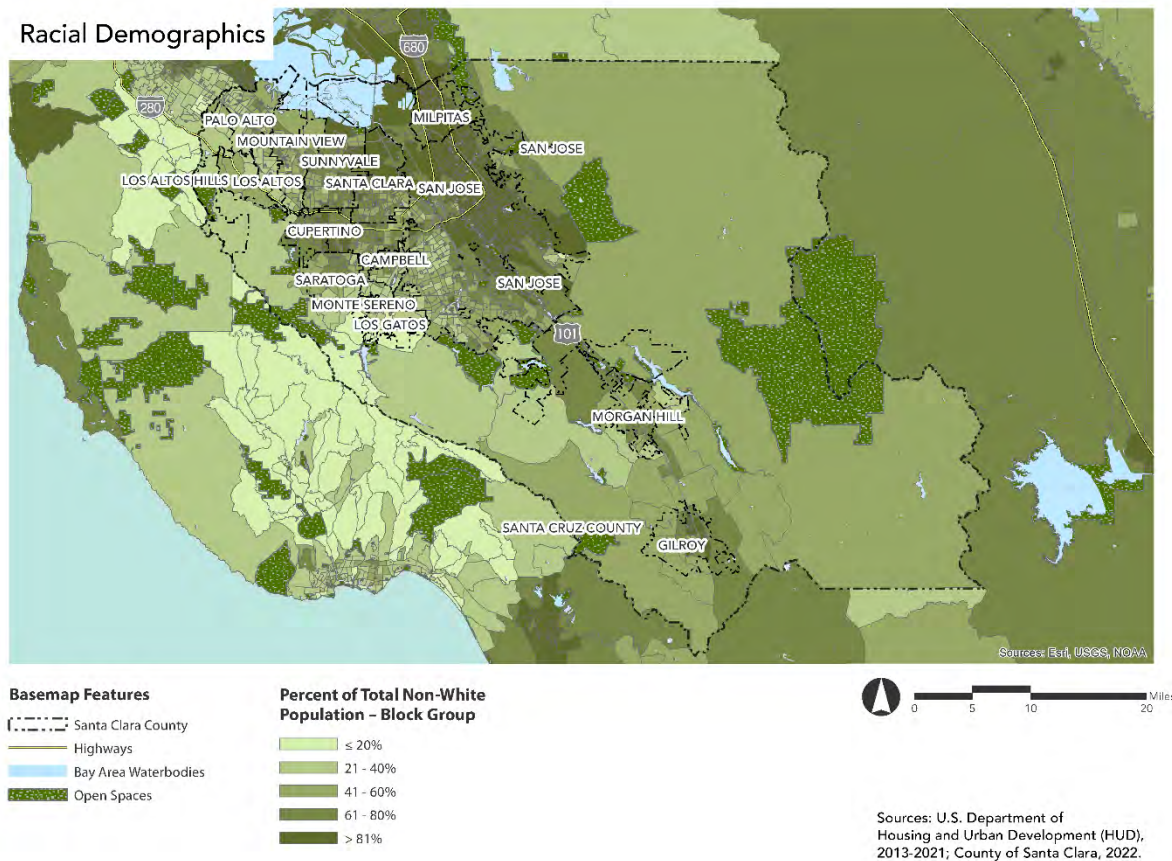 Racial Demographics
680
280
PALO ALTO
MILPITAS
MOUNTAIN VIEW
SAN JOSE
SUNNYVALE
LOS ALTOS HILLS
LOS ALTOS
SANTA CLARA
SAN JOSE
CUPERTINO
CAMPBELL
SARATOGA
SAN JOSE
MONTE SERENO
LOS GATOS
101
MORGAN HILL
SANTA CRUZ COUNTY
GILROY
Sources: Esri, USGS, NOAA
Basemap Features
Santa Clara County
Highways
Bay Area Waterbodies
Open Spaces
Percent of Total Non-White
Population – Block Group
≤ 20%
21 - 40%
41 - 60%
61 - 80%
> 81%
Miles
0 5 10 20
Sources: U.S. Department of
Housing and Urban Development (HUD),
2013-2021; County of Santa Clara, 2022.